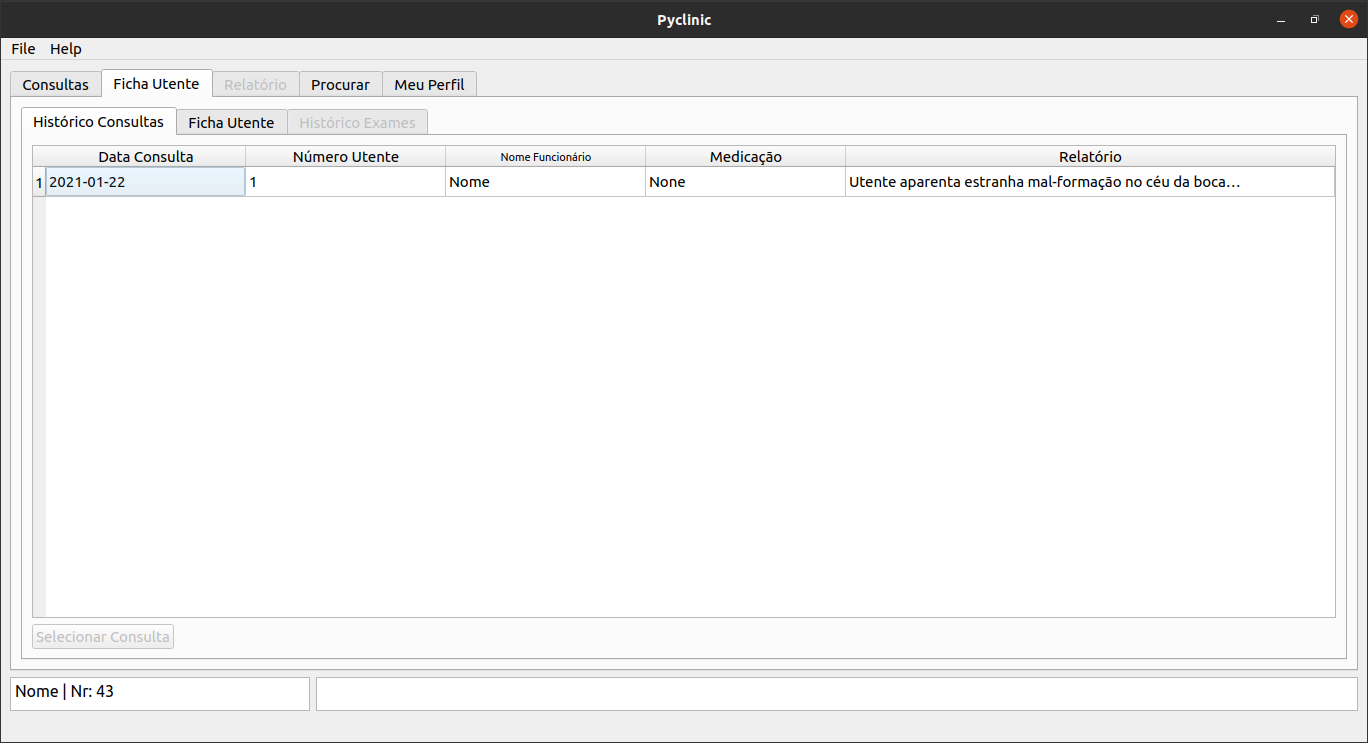 Pyclinic
File Help
Consultas Ficha Utente Relatório Procurar Meu Perfil
Histórico Consultas Ficha Utente Histórico Exames
Data Consulta Número Utente Nome Funcionário Medicação Relatório
1 2021-01-22 1 Nome None Utente aparenta estranha mal-formação no céu da boca…
Selecionar Consulta
Nome | Nr: 43